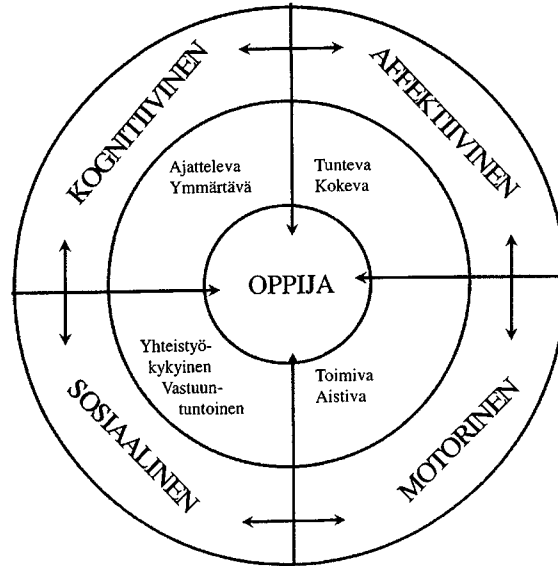 KOGNITIIVINEN
AFFEKTIIVINEN
Ajatteleva
Ymmärtävä
Tunteva
Kokeva
OPPIJA
Yhteistyö-
kykyinen
Vastuun-
tuntoinen
Toimiva
Aistiva
SOSIAALINEN
MOTORINEN